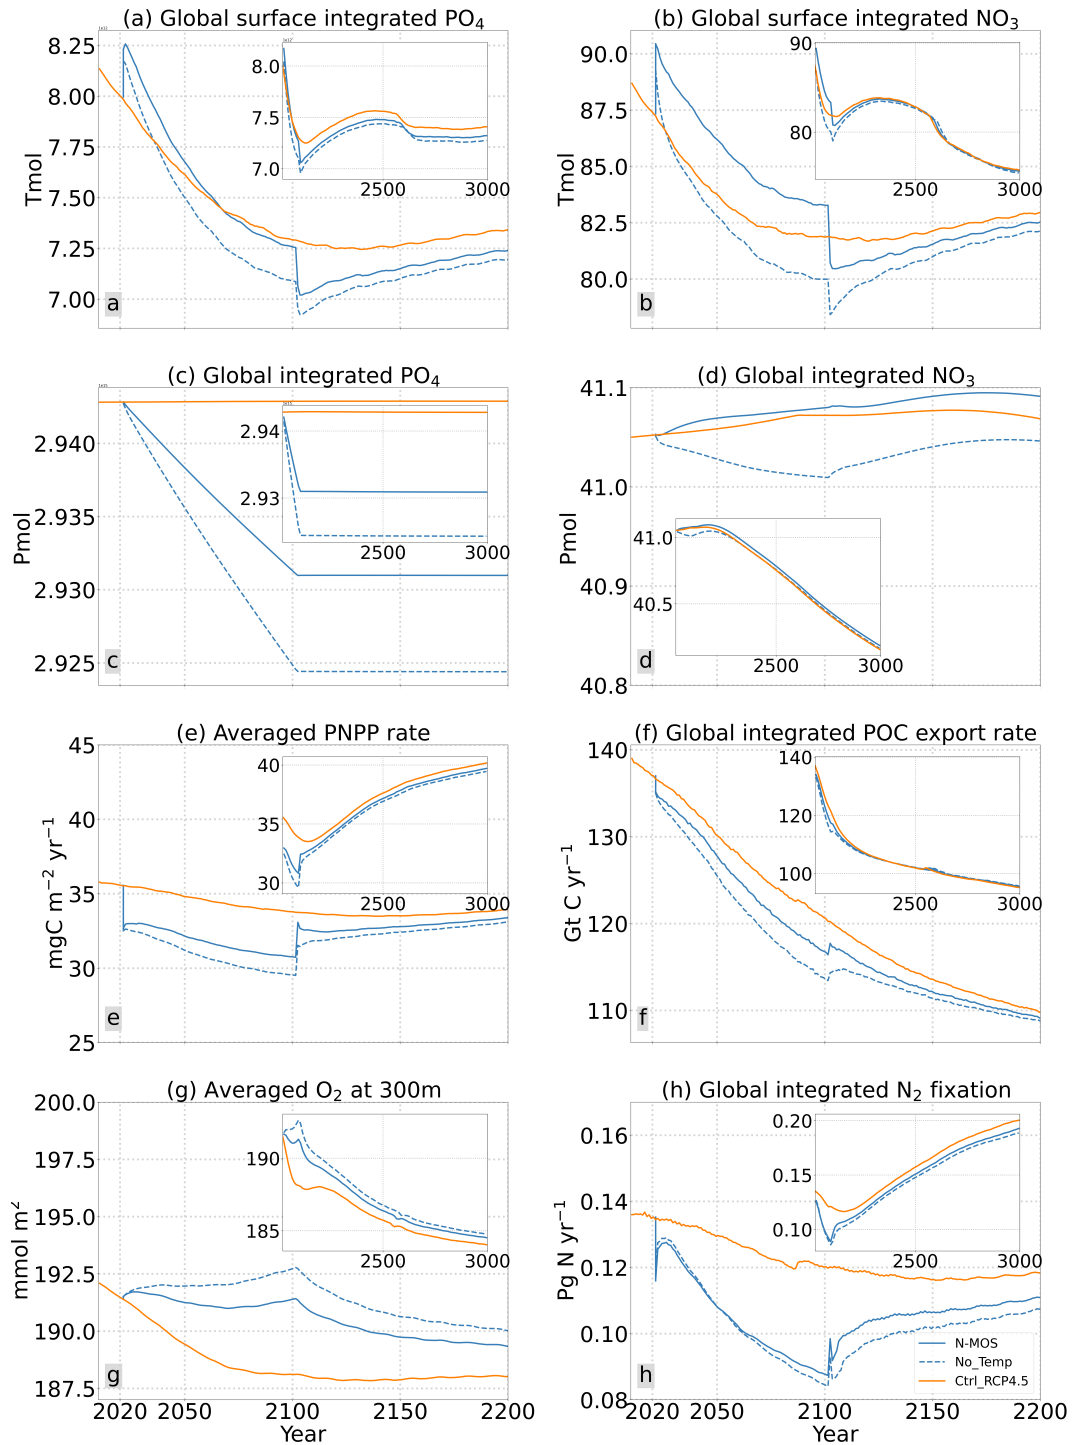 (a) Global surface integrated PO₄
(b) Global surface integrated NO₃
8.25
8.00
7.75
7.50
7.25
7.00
Tmol
8.0
7.5
7.0
2500
3000
a
90.0
87.5
85.0
82.5
80.0
Tmol
90
80
2500
3000
b
(c) Global integrated PO₄
(d) Global integrated NO₃
2.940
2.935
2.930
2.925
Pmol
2.94
2.93
2500
3000
c
41.1
41.0
40.9
40.8
Pmol
41.0
40.5
2500
3000
d
(e) Averaged PNPP rate
(f) Global integrated POC export rate
45
40
35
30
25
mgC m⁻² yr⁻¹
40
35
30
2500
3000
e
140
130
120
110
Gt C yr⁻¹
140
120
100
2500
3000
f
(g) Averaged O₂ at 300m
(h) Global integrated N₂ fixation
200.0
197.5
195.0
192.5
190.0
187.5
mmol m²
190
185
2500
3000
g
2020 2050 2100 2150 2200
Year
0.16
0.14
0.12
0.10
0.08
Pg N yr⁻¹
0.20
0.15
0.10
2500
3000
h
N-MOS
No_Temp
Ctrl_RCP4.5
2020 2050 2100 2150 2200
Year